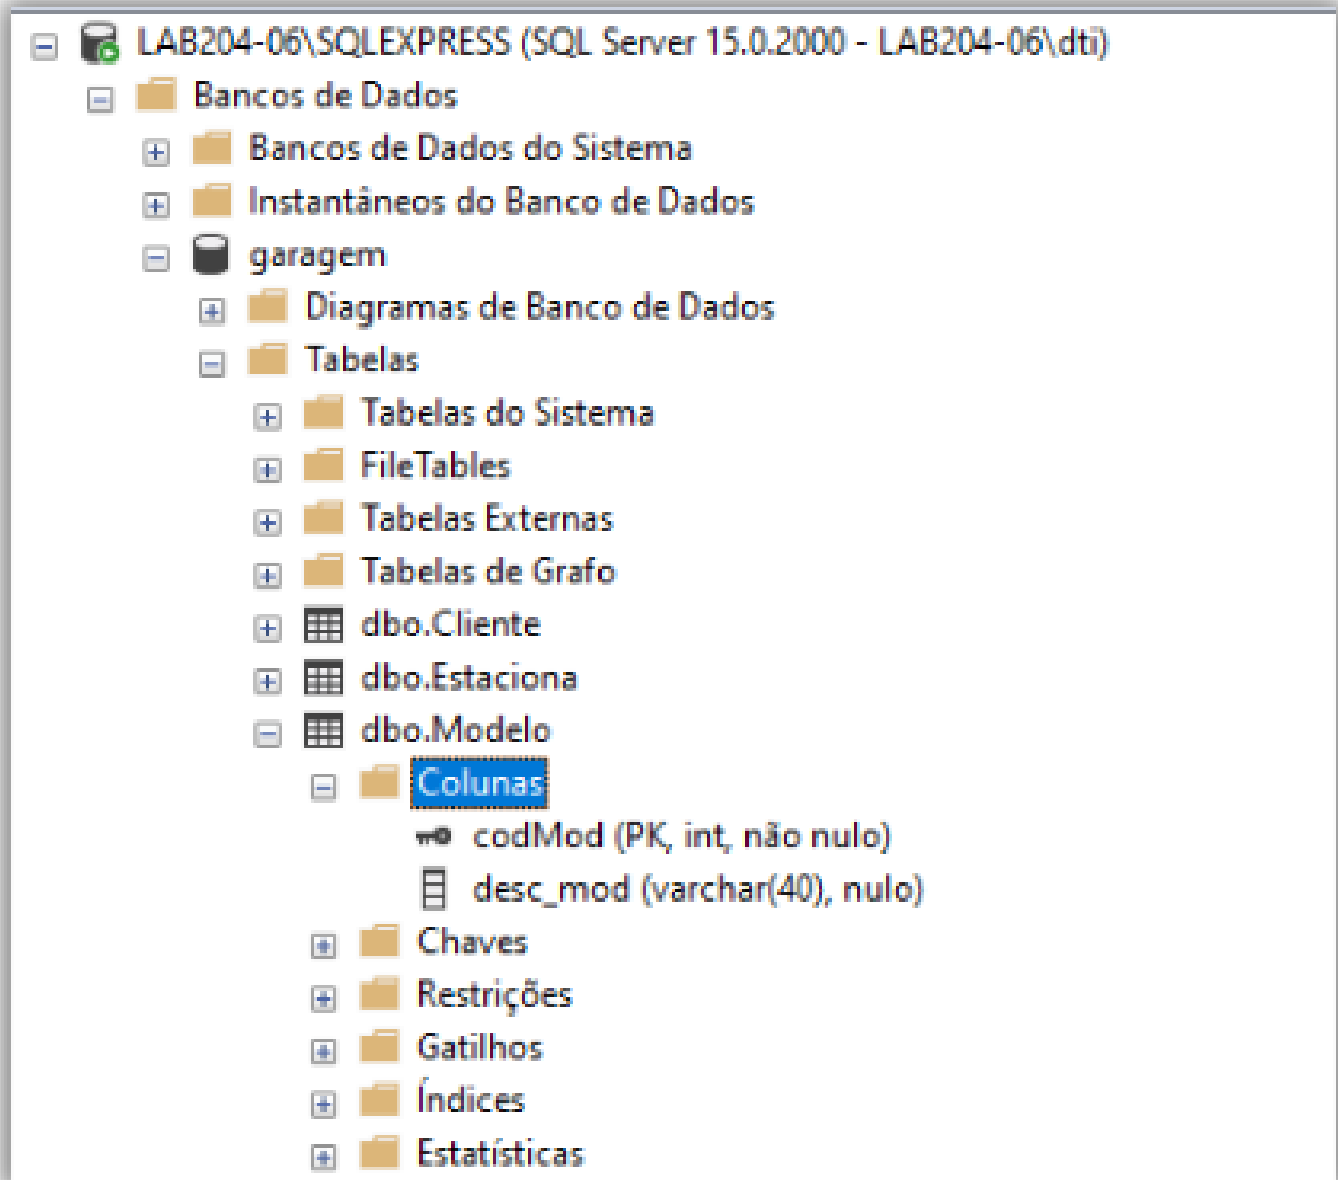 LAB204-06\SQLEXPRESS (SQL Server 15.0.2000 - LAB204-06\dti)
Bancos de Dados
Bancos de Dados do Sistema
Instantâneos do Banco de Dados
garagem
Diagramas de Banco de Dados
Tabelas
Tabelas do Sistema
FileTables
Tabelas Externas
Tabelas de Grafo
dbo.Cliente
dbo.Estaciona
dbo.Modelo
Colunas
codMod (PK, int, não nulo)
desc_mod (varchar(40), nulo)
Chaves
Restrições
Gatilhos
Índices
Estatísticas